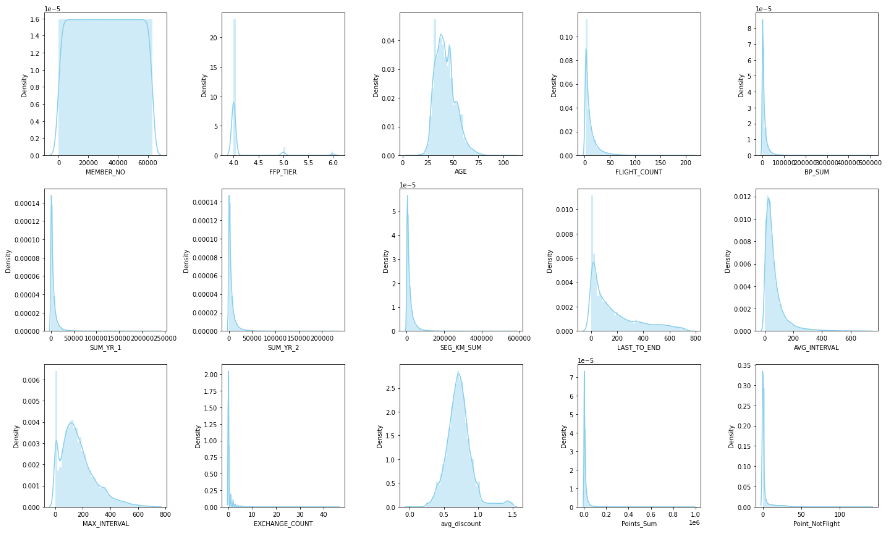 1e-5
1.6
1.4
1.2
1.0
0.8
0.6
0.4
0.2
0.0
Density
0 20000 40000 60000
MEMBER_NO
20
15
10
5
0
Density
4.0 4.5 5.0 5.5 6.0
FFP_TIER
0.04
0.03
0.02
0.01
0.00
Density
0 25 50 75 100
AGE
0.10
0.08
0.06
0.04
0.02
0.00
Density
0 50 100 150 200
FLIGHT_COUNT
1e-5
8
7
6
5
4
3
2
1
0
Density
0 100000 200000 300000 400000 500000
BP_SUM
0.00014
0.00012
0.00010
0.00008
0.00006
0.00004
0.00002
0.00000
Density
0 50000 100000 150000 200000 250000
SUM_YR_1
0.00014
0.00012
0.00010
0.00008
0.00006
0.00004
0.00002
0.00000
Density
0 50000 100000 150000 200000
SUM_YR_2
1e-5
5
4
3
2
1
0
Density
0 200000 400000 600000
SEG_KM_SUM
0.010
0.008
0.006
0.004
0.002
0.000
Density
0 200 400 600 800
LAST_TO_END
0.012
0.010
0.008
0.006
0.004
0.002
0.000
Density
0 200 400 600
AVG_INTERVAL
0.006
0.005
0.004
0.003
0.002
0.001
0.000
Density
0 200 400 600 800
MAX_INTERVAL
2.00
1.75
1.50
1.25
1.00
0.75
0.50
0.25
0.00
Density
0 10 20 30 40
EXCHANGE_COUNT
2.5
2.0
1.5
1.0
0.5
0.0
Density
0.0 0.5 1.0 1.5
avg_discount
1e-5
7
6
5
4
3
2
1
0
Density
0.0 0.2 0.4 0.6 0.8 1.0
1e6
Points_Sum
0.35
0.30
0.25
0.20
0.15
0.10
0.05
0.00
Density
0 50 100
Point_NotFlight